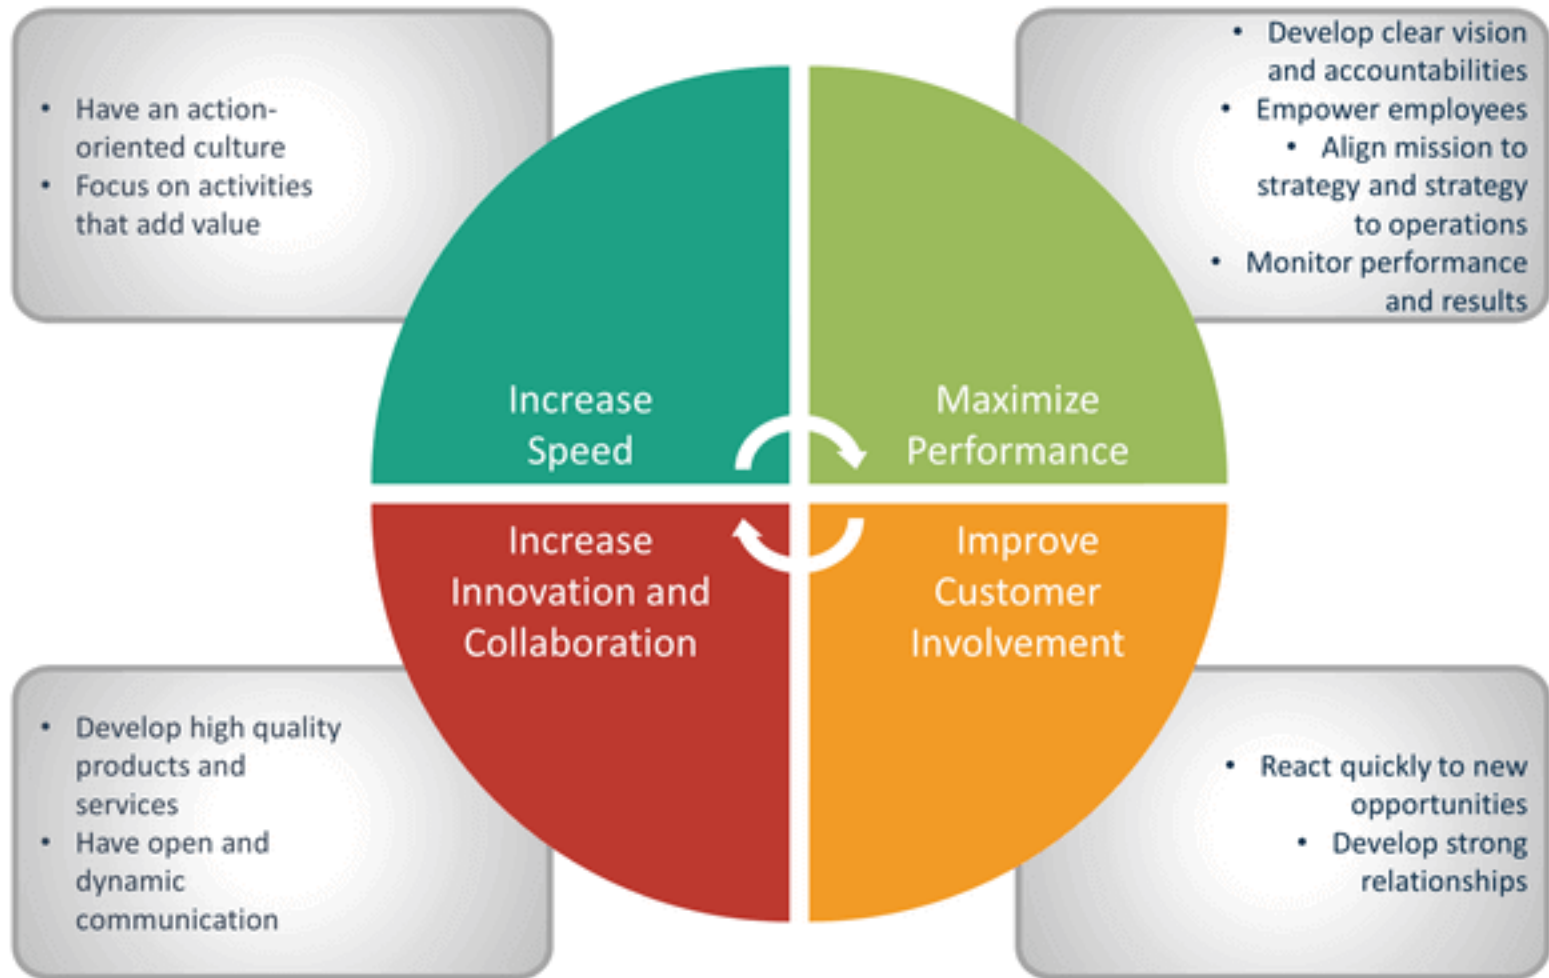 • Have an action-
oriented culture
• Focus on activities
that add value
• Develop clear vision
and accountabilities
• Empower employees
• Align mission to
strategy and strategy
to operations
• Monitor performance
and results
Increase
Speed
Maximize
Performance
Increase
Innovation and
Collaboration
Improve
Customer
Involvement
• Develop high quality
products and
services
• Have open and
dynamic
communication
• React quickly to new
opportunities
• Develop strong
relationships